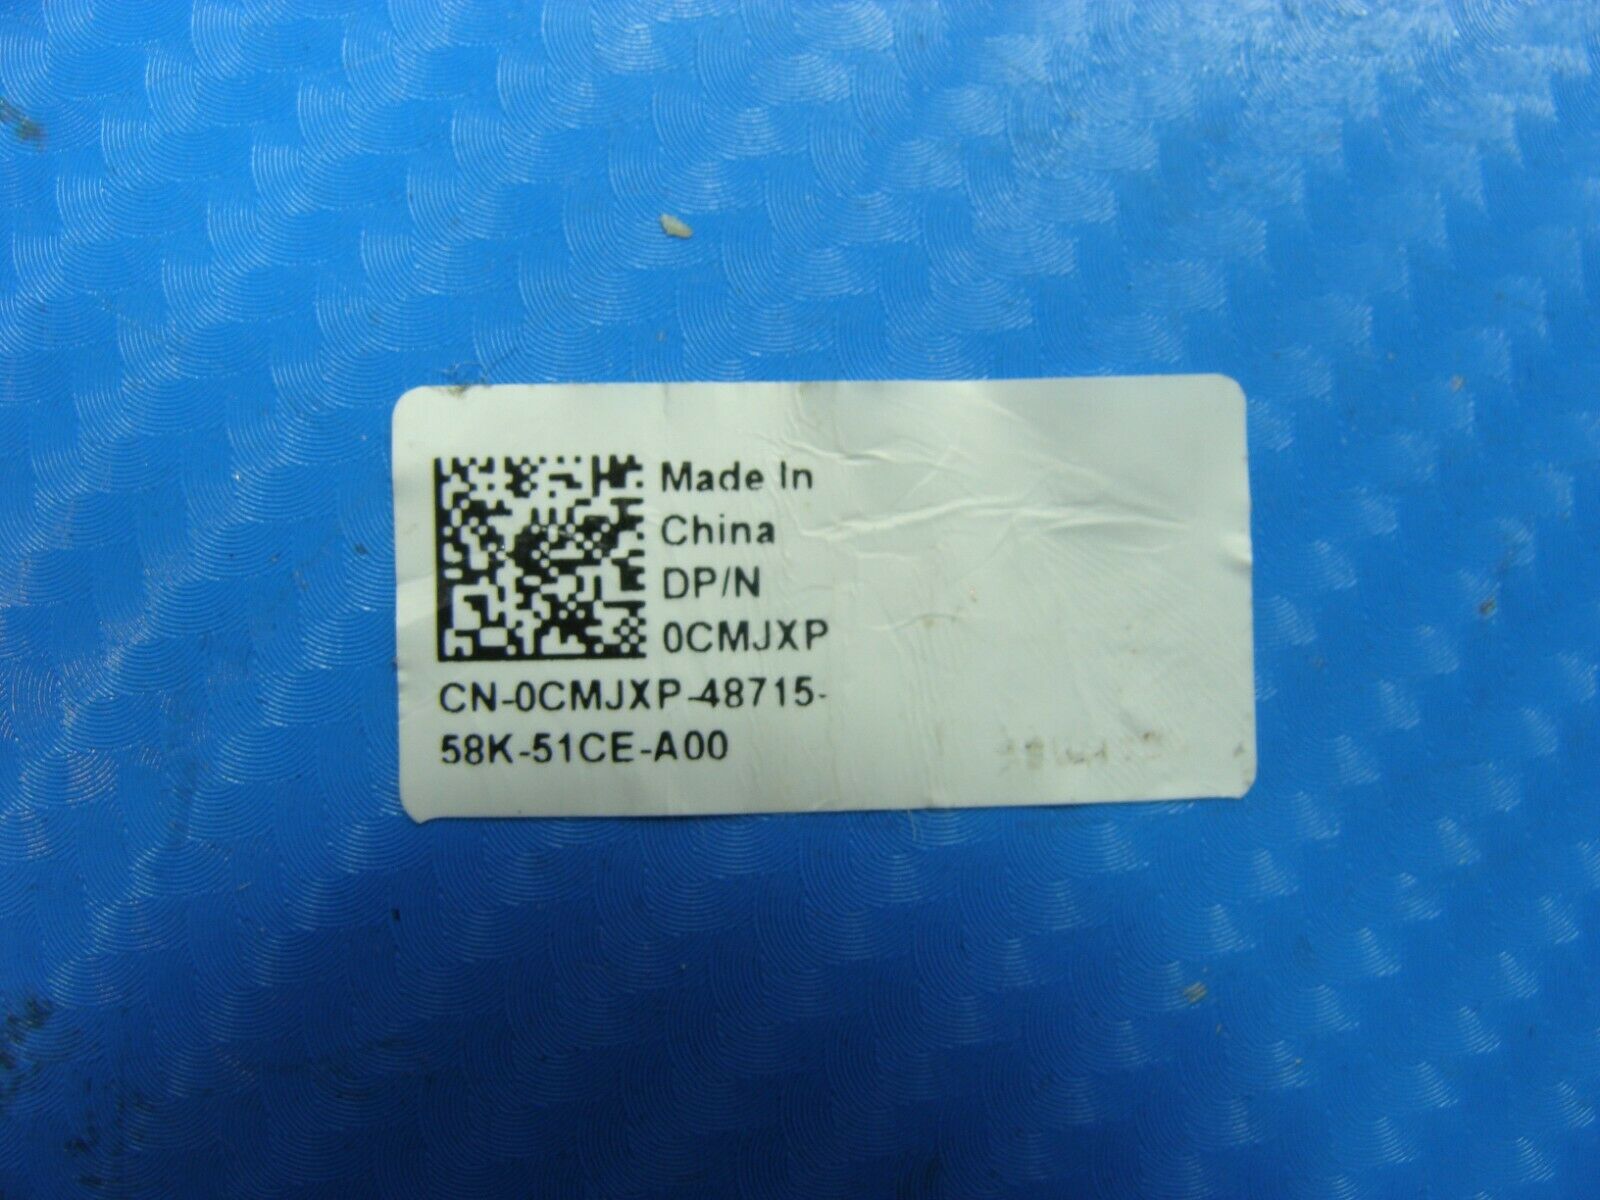 Made In
China
DP/N
0CMJXP
CN-0CMJXP-48715-
58K-51CE-A00